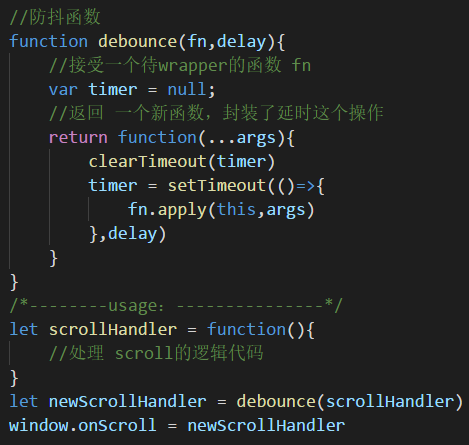 //防抖函数
function debounce(fn,delay){
    //接受一个待wrapper的函数 fn
    var timer = null;
    //返回 一个新函数，封装了延时这个操作
    return function(...args){
        clearTimeout(timer)
        timer = setTimeout(()=>{
            fn.apply(this,args)
        },delay)
    }
}
/*--------usage：---------------*/
let scrollHandler = function(){
    //处理 scroll的逻辑代码
}
let newScrollHandler = debounce(scrollHandler)
window.onScroll = newScrollHandler